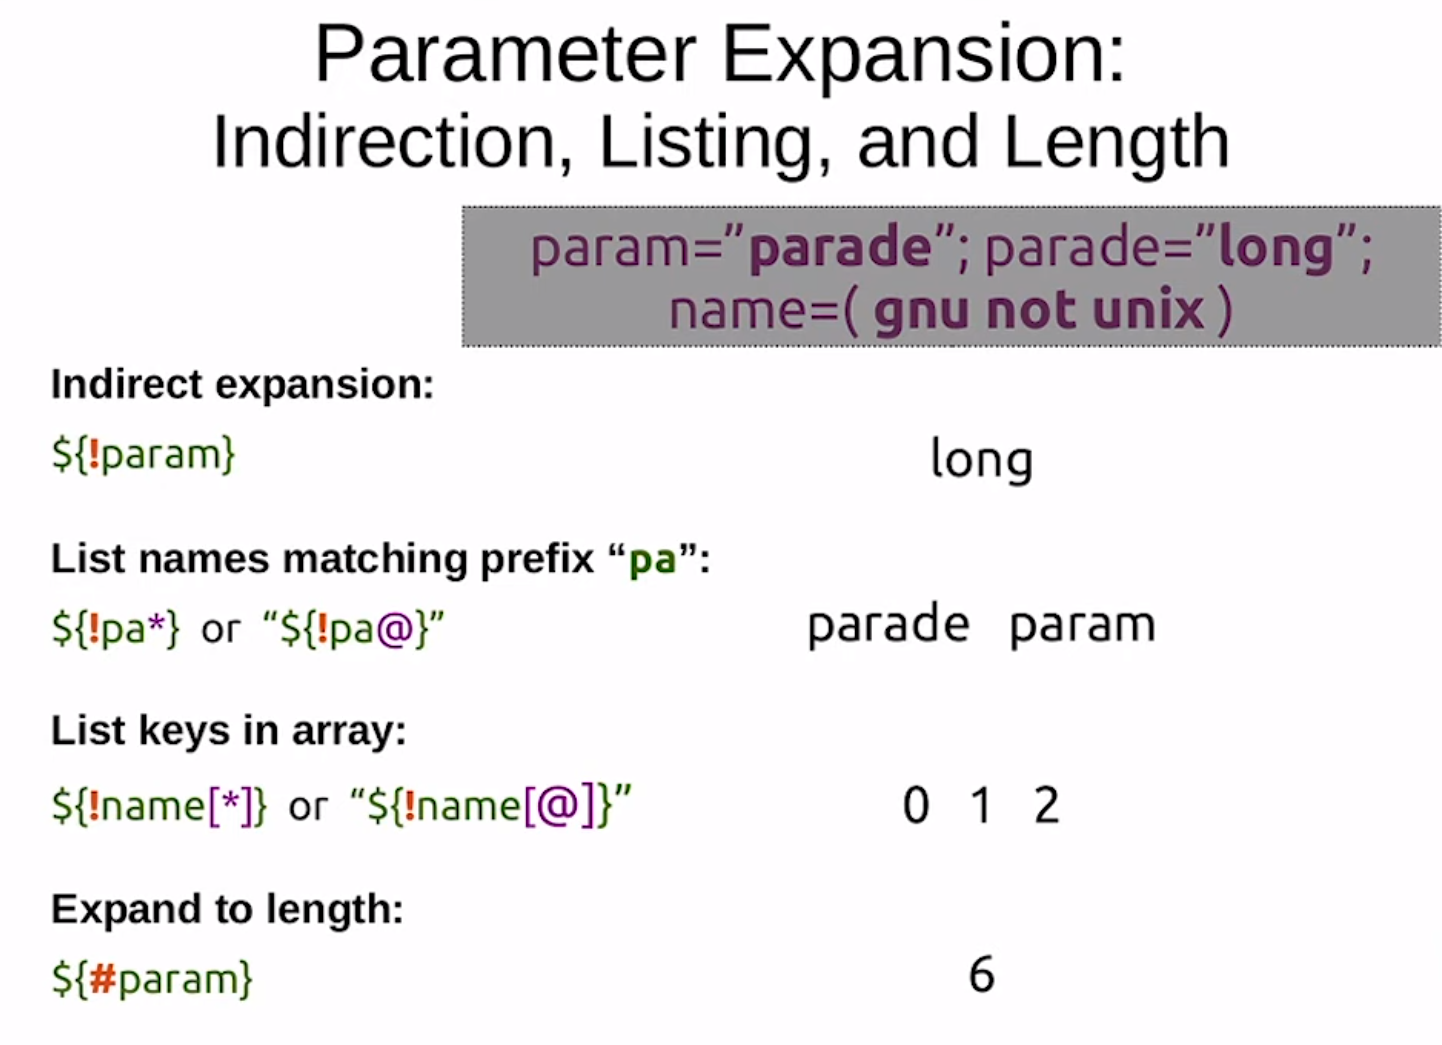 Parameter Expansion:
Indirection, Listing, and Length
param=”parade”; parade=”long”;
name=( gnu not unix )
Indirect expansion:
${!param}
long
List names matching prefix “pa”:
${!pa*} or “${!pa@}”
parade param
List keys in array:
${!name[*]} or “${!name[@]}”
0 1 2
Expand to length:
${#param}
6